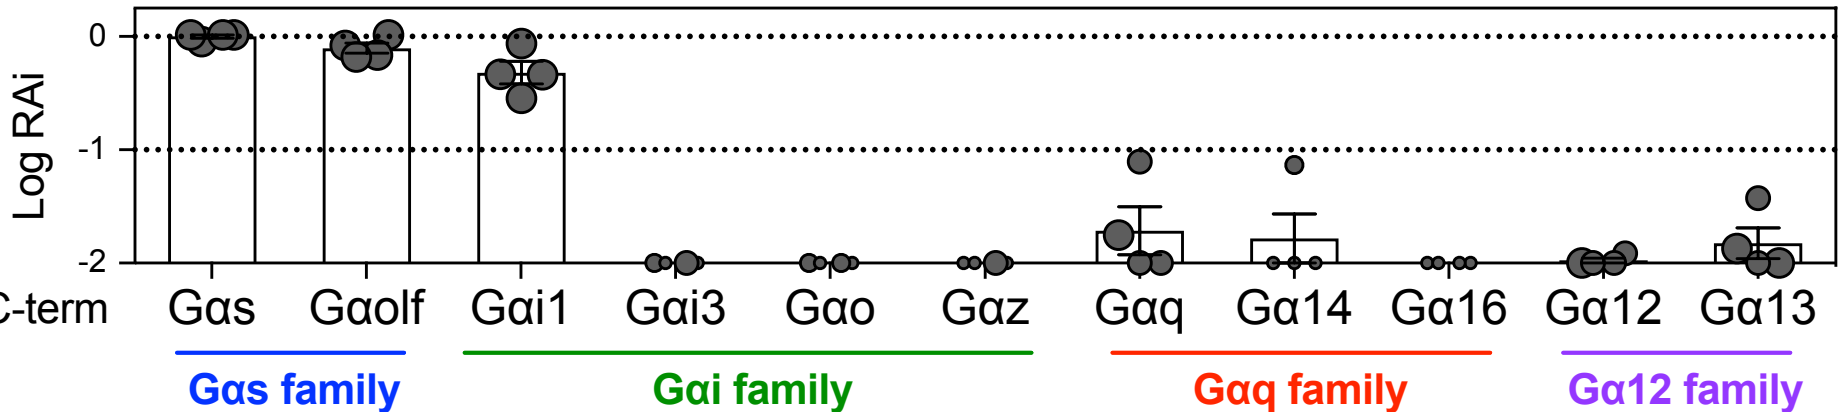 Log RAi
0
-1
-2
C-term Gαs Gαolf Gαi1 Gαi3 Gαo Gαz Gαq Gα14 Gα16 Gα12 Gα13
Gαs family Gαi family Gαq family Gα12 family